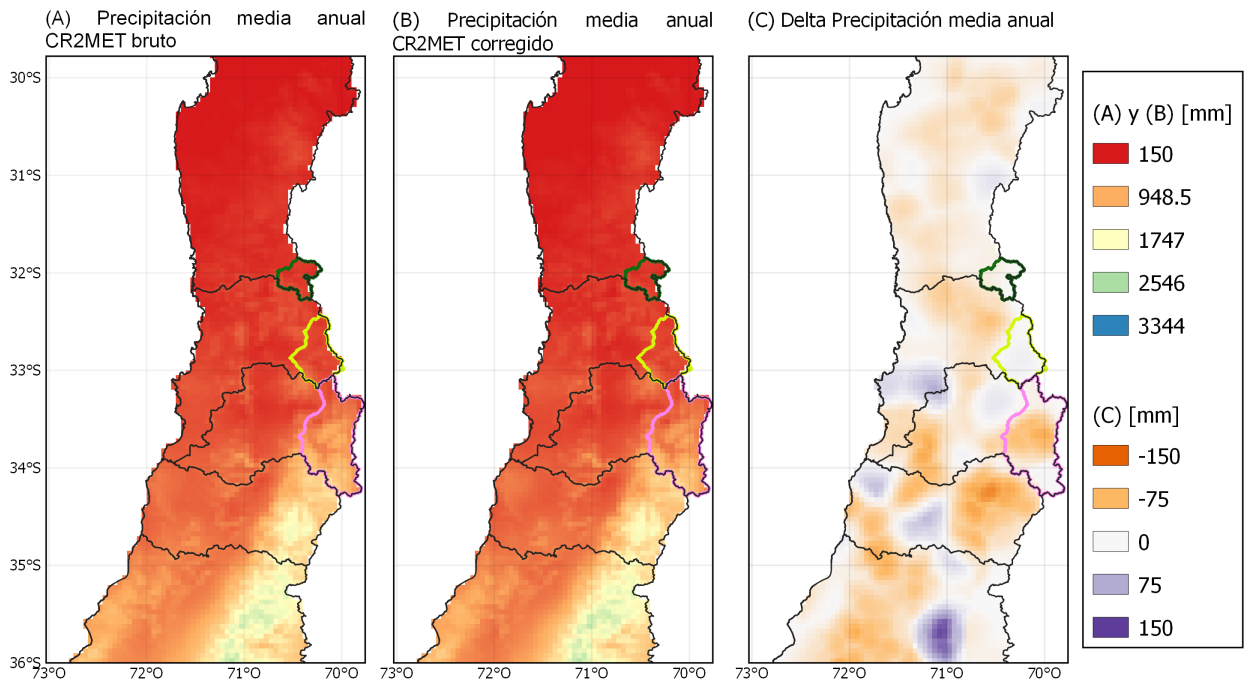 (A) Precipitación media anual
CR2MET bruto
(B) Precipitación media anual
CR2MET corregido
(C) Delta Precipitación media anual
30°S
31°S
32°S
33°S
34°S
35°S
36°S
73°O 72°O 71°O 70°O
73°O 72°O 71°O 70°O
73°O 72°O 71°O 70°O
(A) y (B) [mm]
150
948.5
1747
2546
3344
(C) [mm]
-150
-75
0
75
150